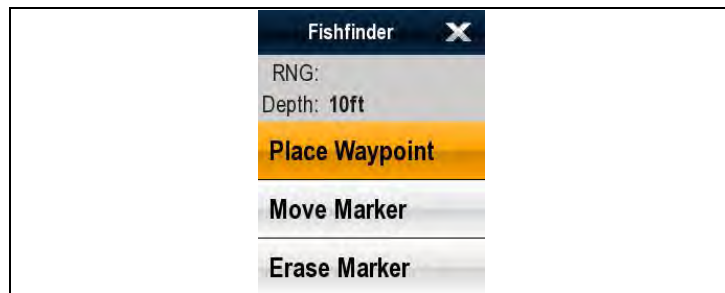 Fishfinder
RNG:
Depth: 10ft
Place Waypoint
Move Marker
Erase Marker